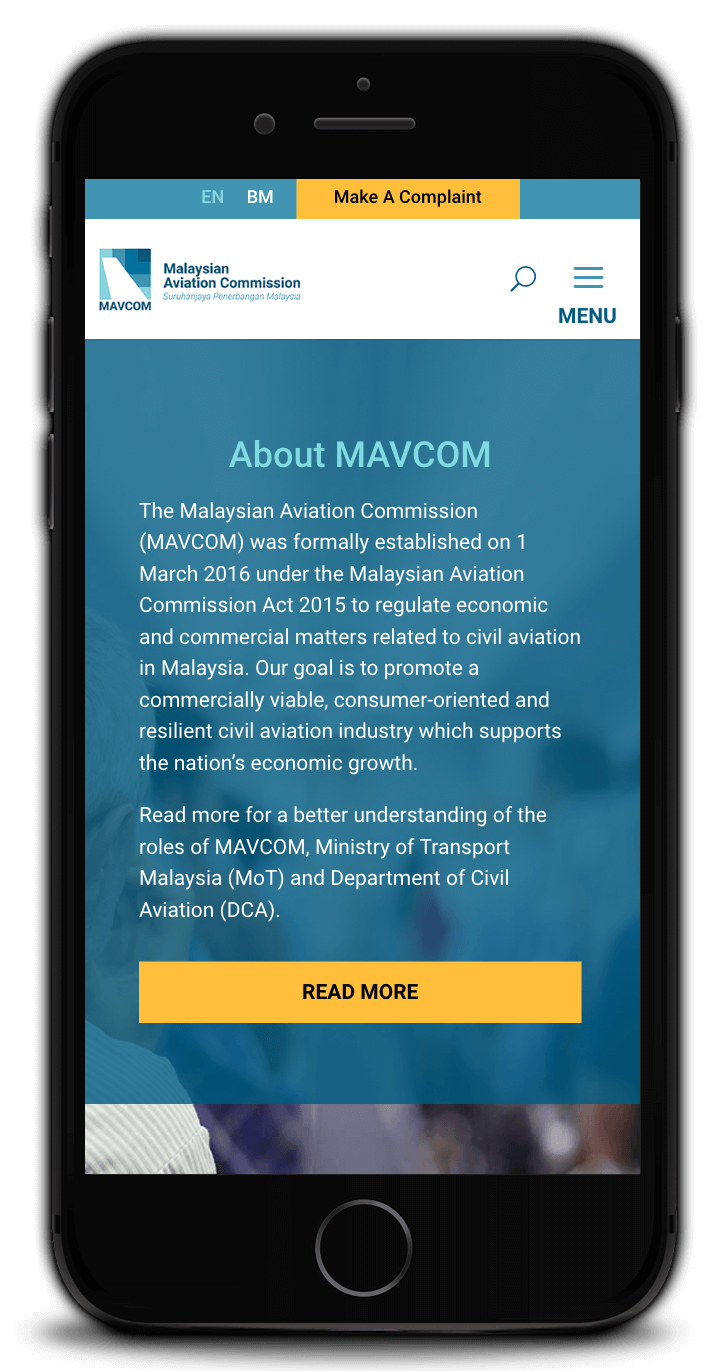 EN BM Make A Complaint
Malaysian
Aviation Commission
Suruhanjaya Penerbangan Malaysia
MAVCOM
MENU
About MAVCOM
The Malaysian Aviation Commission
(MAVCOM) was formally established on 1
March 2016 under the Malaysian Aviation
Commission Act 2015 to regulate economic
and commercial matters related to civil aviation
in Malaysia. Our goal is to promote a
commercially viable, consumer-oriented and
resilient civil aviation industry which supports
the nation’s economic growth.
Read more for a better understanding of the
roles of MAVCOM, Ministry of Transport
Malaysia (MoT) and Department of Civil
Aviation (DCA).
READ MORE